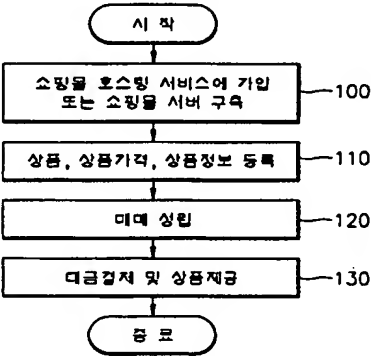 시 작
쇼핑몰 호스팅 서비스에 가입
또는 쇼핑몰 서버 구축
100
상품, 상품가격, 상품정보 등록
110
매매 성립
120
대금결제 및 상품제공
130
종 료